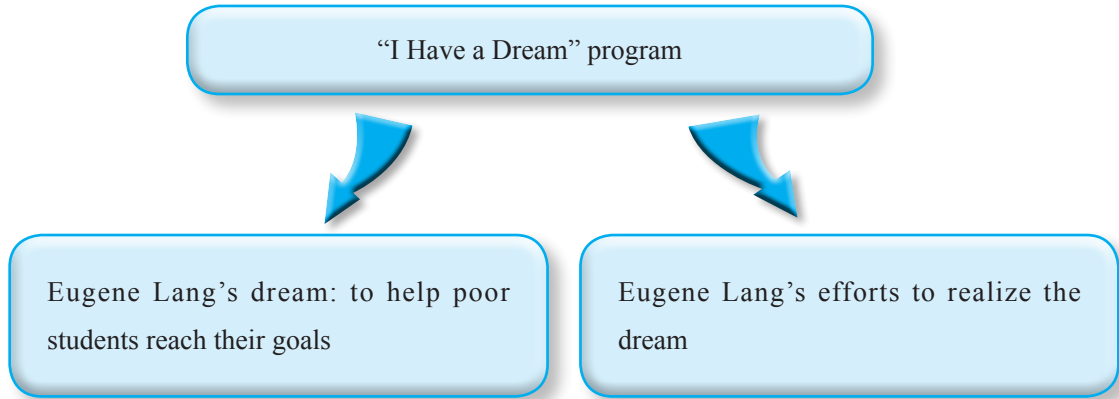 “I Have a Dream” program
Eugene Lang’s dream: to help poor
students reach their goals
Eugene Lang’s efforts to realize the
dream